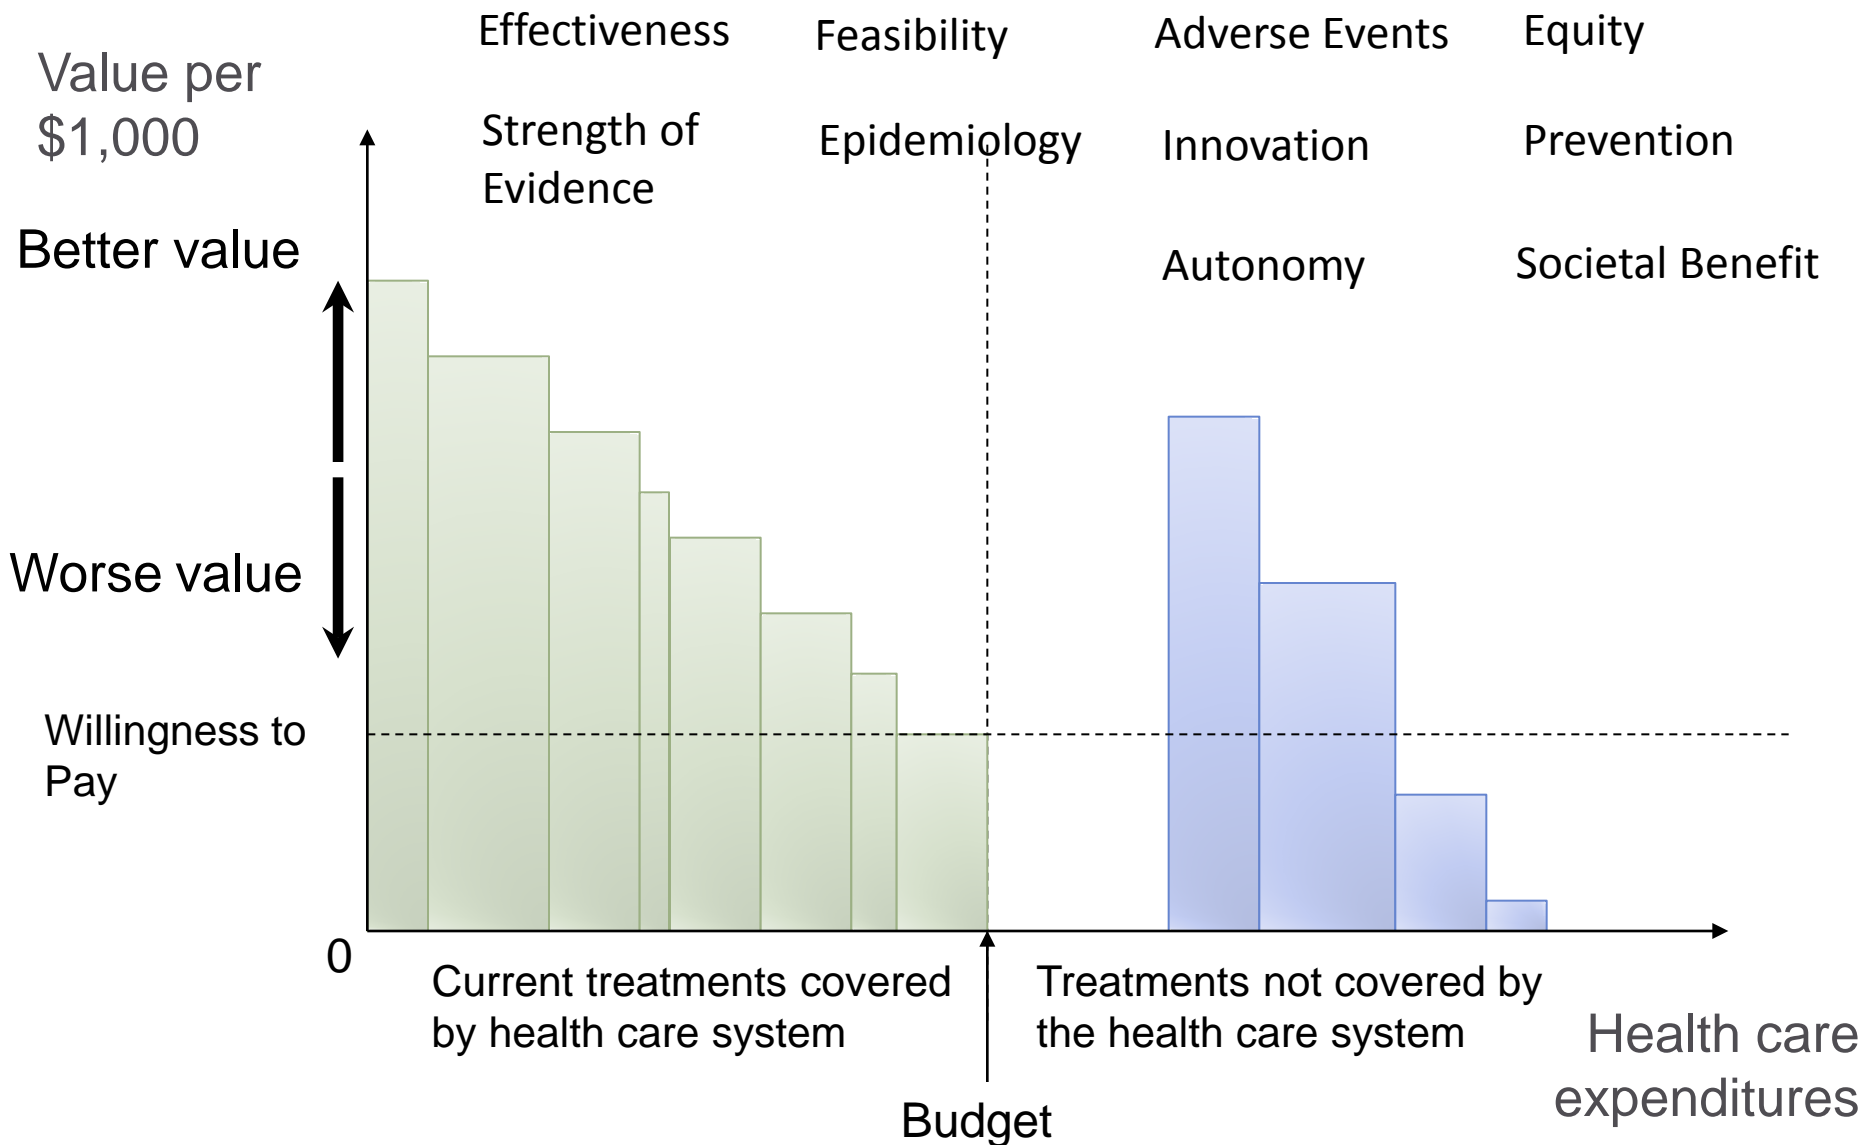 Effectiveness
Feasibility
Adverse Events
Equity
Value per
$1,000
Strength of
Evidence
Epidemiology
Innovation
Prevention
Better value
Autonomy
Societal Benefit
Worse value
Willingness to
Pay
0
Current treatments covered
by health care system
Treatments not covered by
the health care system
Health care
expenditures
Budget